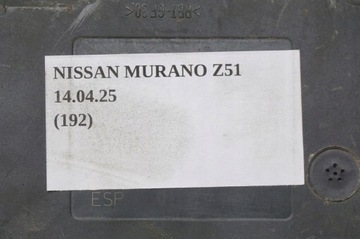 NISSAN MURANO Z51
14.04.25
(192)
ESP